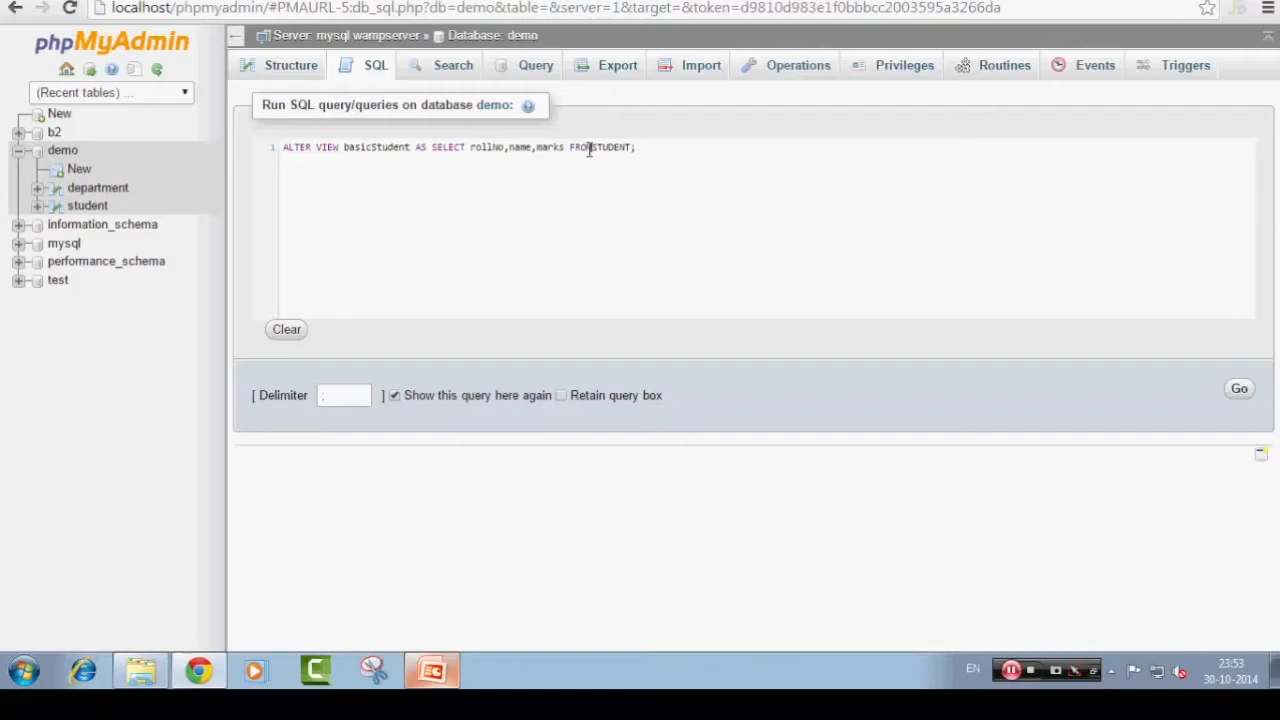 localhost/phpmyadmin/#PMAURL-5:db_sql.php?db=demo&table=&server=1&target=&token=d9810d983e1f0bbbcc2003595a3266da
phpMyAdmin
(Recent tables) ...
New
b2
demo
New
department
student
information_schema
mysql
performance_schema
test
Server: mysql wampserver » Database: demo
Structure SQL Search Query Export Import Operations Privileges Routines Events Triggers
Run SQL query/queries on database demo:
1 ALTER VIEW basicStudent AS SELECT rollNo,name,marks FROM STUDENT;
Clear
[ Delimiter ; ] Show this query here again Retain query box
Go
EN
23:53
30-10-2014